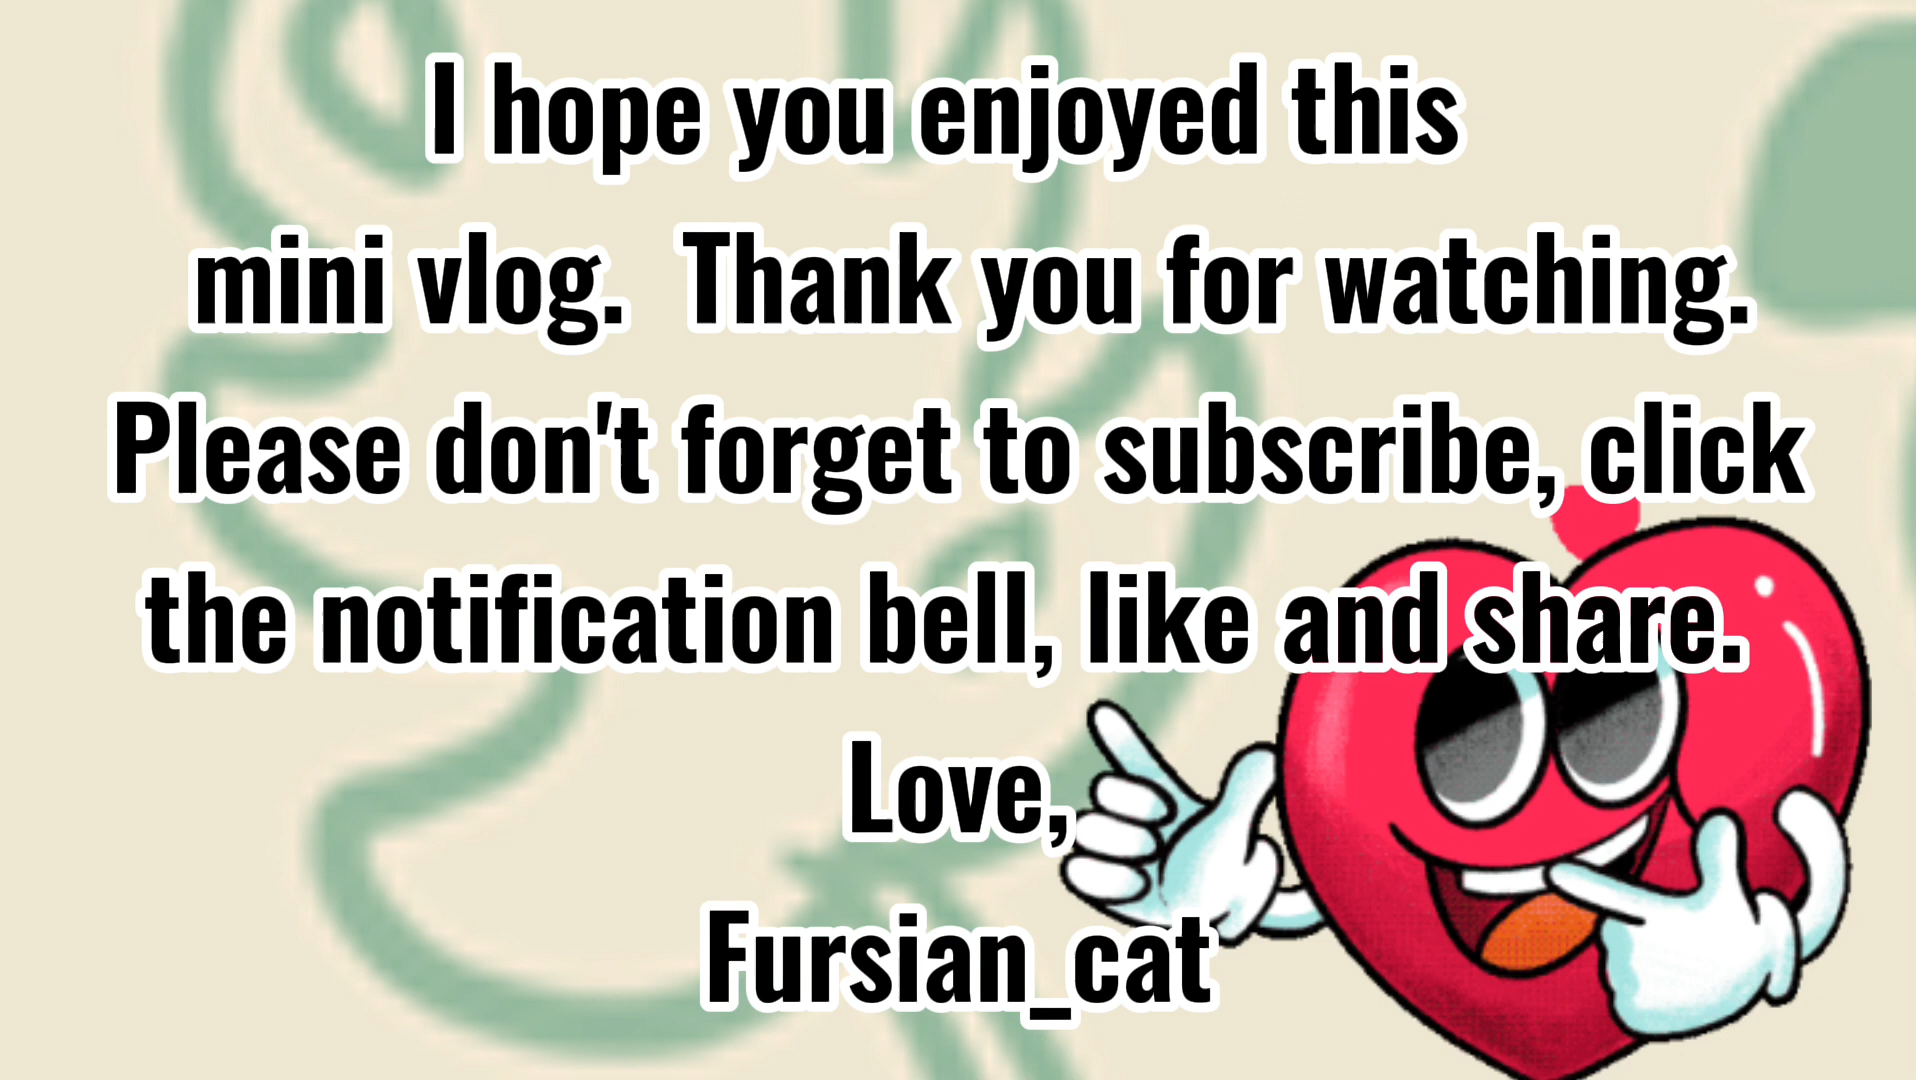 I hope you enjoyed this
mini vlog.  Thank you for watching.
Please don't forget to subscribe, click
the notification bell, like and share.
Love,
Fursian_cat